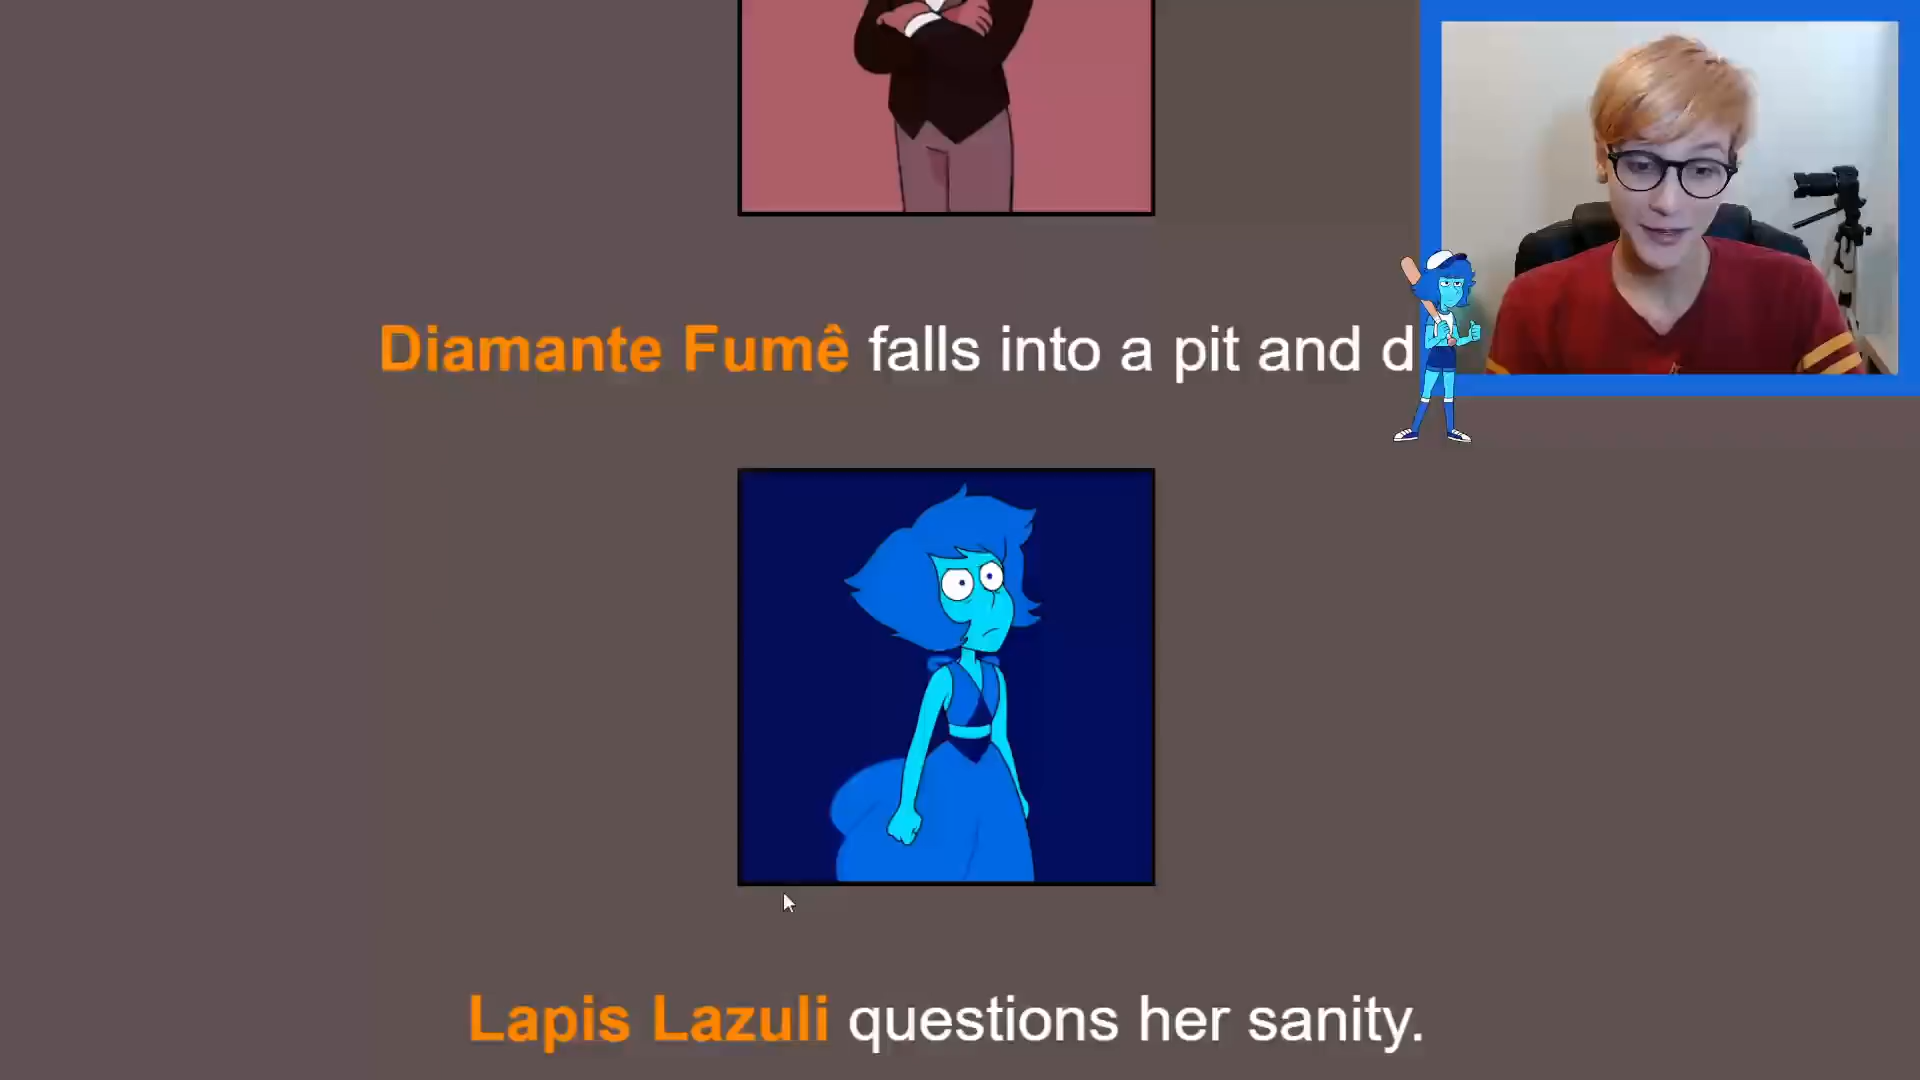 Diamante Fumê falls into a pit and d
Lapis Lazuli questions her sanity.